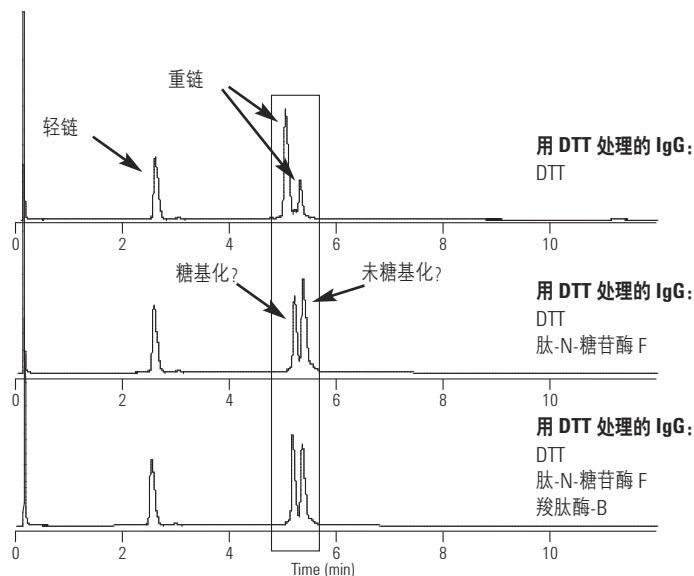 重链
轻链
用 DTT 处理的 IgG：
DTT
0 2 4 6 8 10
糖基化?
未糖基化?
用 DTT 处理的 IgG：
DTT
肽-N-糖苷酶 F
0 2 4 6 8 10
用 DTT 处理的 IgG：
DTT
肽-N-糖苷酶 F
羧肽酶-B
0 2 4 6 8 10
Time (min)